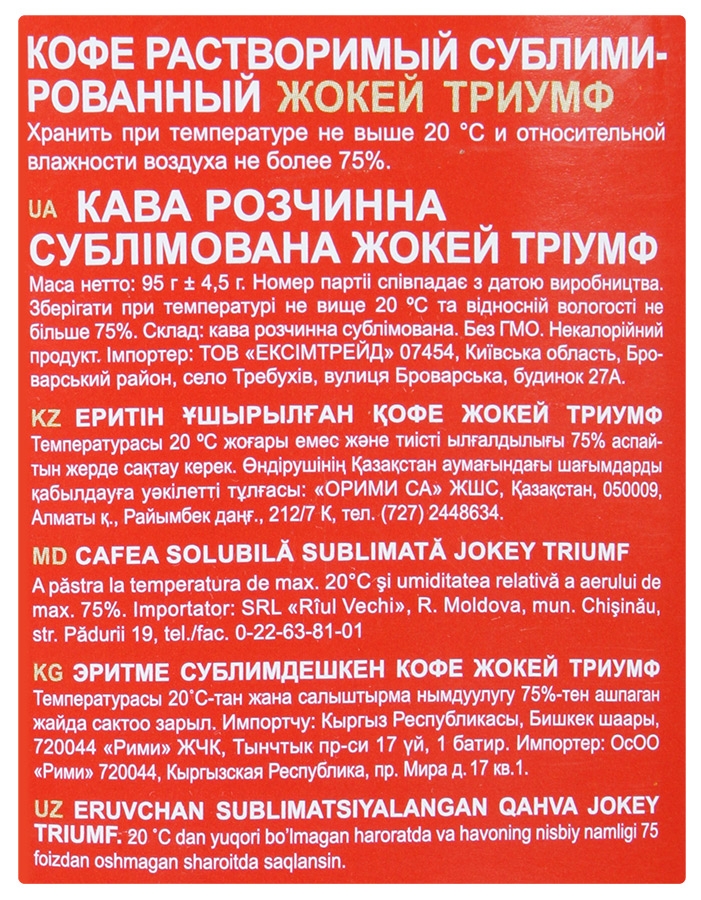 КОФЕ РАСТВОРИМЫЙ СУБЛИМИ-
РОВАННЫЙ ЖОКЕЙ ТРИУМФ
Хранить при температуре не выше 20 °С и относительной
влажности воздуха не более 75%.
UA КАВА РОЗЧИННА
СУБЛІМОВАНА ЖОКЕЙ ТРІУМФ
Маса нетто: 95 г ± 4,5 г. Номер партії співпадає з датою виробництва.
Зберігати при температурі не вище 20 ºС та відносній вологості не
більше 75%. Склад: кава розчинна сублімована. Без ГМО. Некалорійний
продукт. Імпортер: ТОВ «ЕКСІМТРЕЙД» 07454, Київська область, Бро-
варський район, село Требухів, вулиця Броварська, будинок 27А.
KZ ЕРИТІН ҰШЫРЫЛҒАН ҚОФЕ ЖОКЕЙ ТРИУМФ
Температурасы 20 ºС жоғары емес және тиісті ылғалдылығы 75% аспай-
тын жерде сақтау керек. Өндірушінің Қазақстан аумағындағы шағымдарды
қабылдауға уәкілетті тұлғасы: «ОРИМИ СА» ЖШС, Қазақстан, 050009,
Алматы қ., Райымбек даңғ., 212/7 К, тел. (727) 2448634.
MD CAFEA SOLUBILĂ SUBLIMATĂ JOKEY TRIUMF
A păstra la temperatura de max. 20°C şi umiditatea relativă a aerului de
max. 75%. Importator: SRL «Rîul Vechi», R. Moldova, mun. Chişinău,
str. Pădurii 19, tel./fac. 0-22-63-81-01
KG ЭРИТМЕ СУБЛИМДЕШКЕН КОФЕ ЖОКЕЙ ТРИУМФ
Температурасы 20°С-тан жана салыштырма нымдуулугу 75%-тен ашпаган
жайда сактоо зарыл. Импортчу: Кыргыз Республикасы, Бишкек шаары,
720044 «Рими» ЖЧК, Тынчтык пр-си 17 үй, 1 батир. Импортер: ОсОО
«Рими» 720044, Кыргызская Республика, пр. Мира д. 17 кв.1.
UZ ERUVCHAN SUBLIMATSIYALANGAN QAHVA JOKEY
TRIUMF. 20 °C dan yuqori bo’lmagan haroratda va havoning nisbiy namligi 75
foizdan oshmagan sharoitda saqlansin.